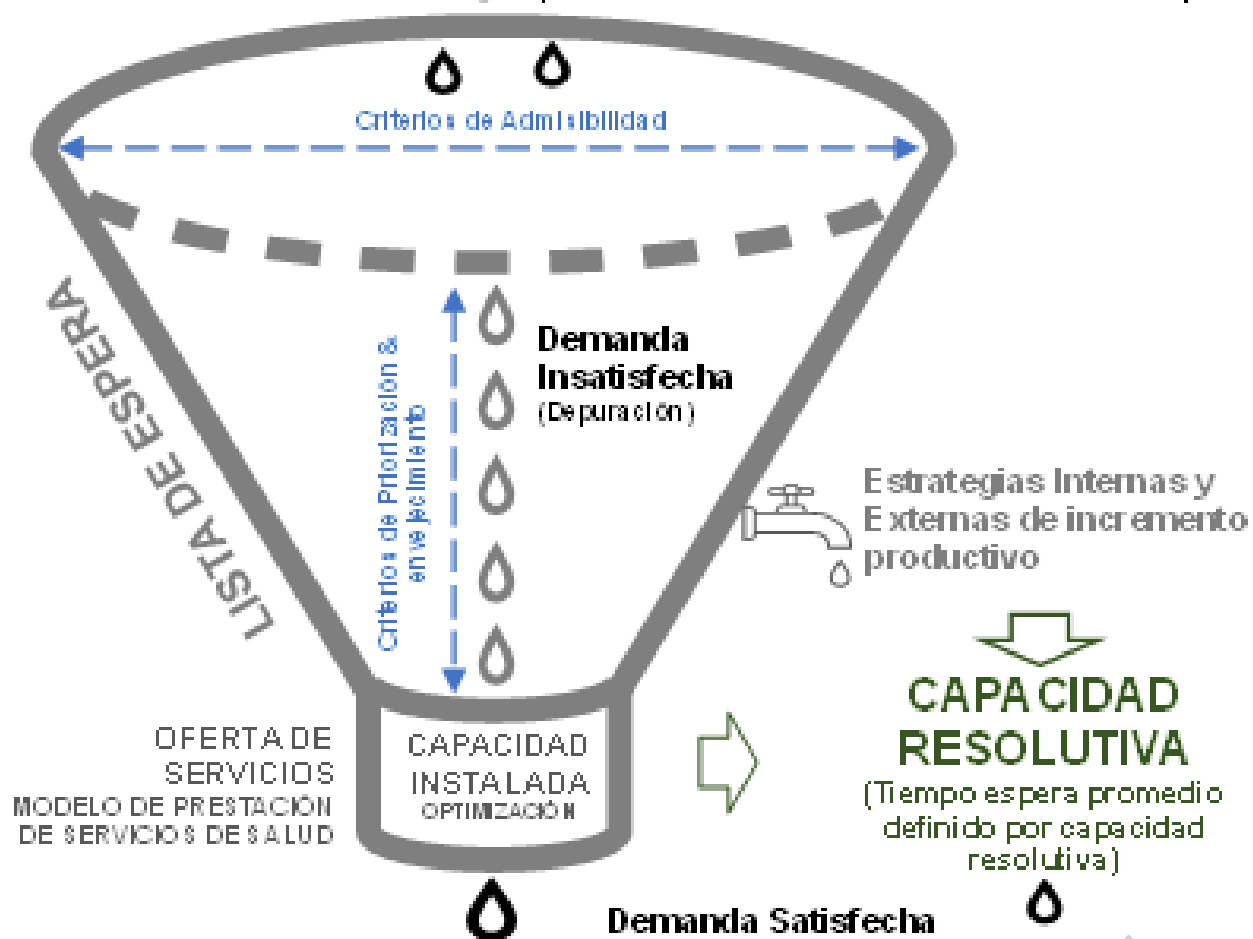 Criterios de Admisibilidad
LISTA DE ESPERA
Criterios de Priorización &
envejecimiento
Demanda
Insatisfecha
(Depuración)
Estrategias Internas y
Externas de incremento
productivo
OFERTA DE
SERVICIOS
MODELO DE PRESTACIÓN
DE SERVICIOS DE SALUD
CAPACIDAD
INSTALADA
OPTIMIZACIÓN
CAPACIDAD
RESOLUTIVA
(Tiempo espera promedio
definido por capacidad
resolutiva)
Demanda Satisfecha